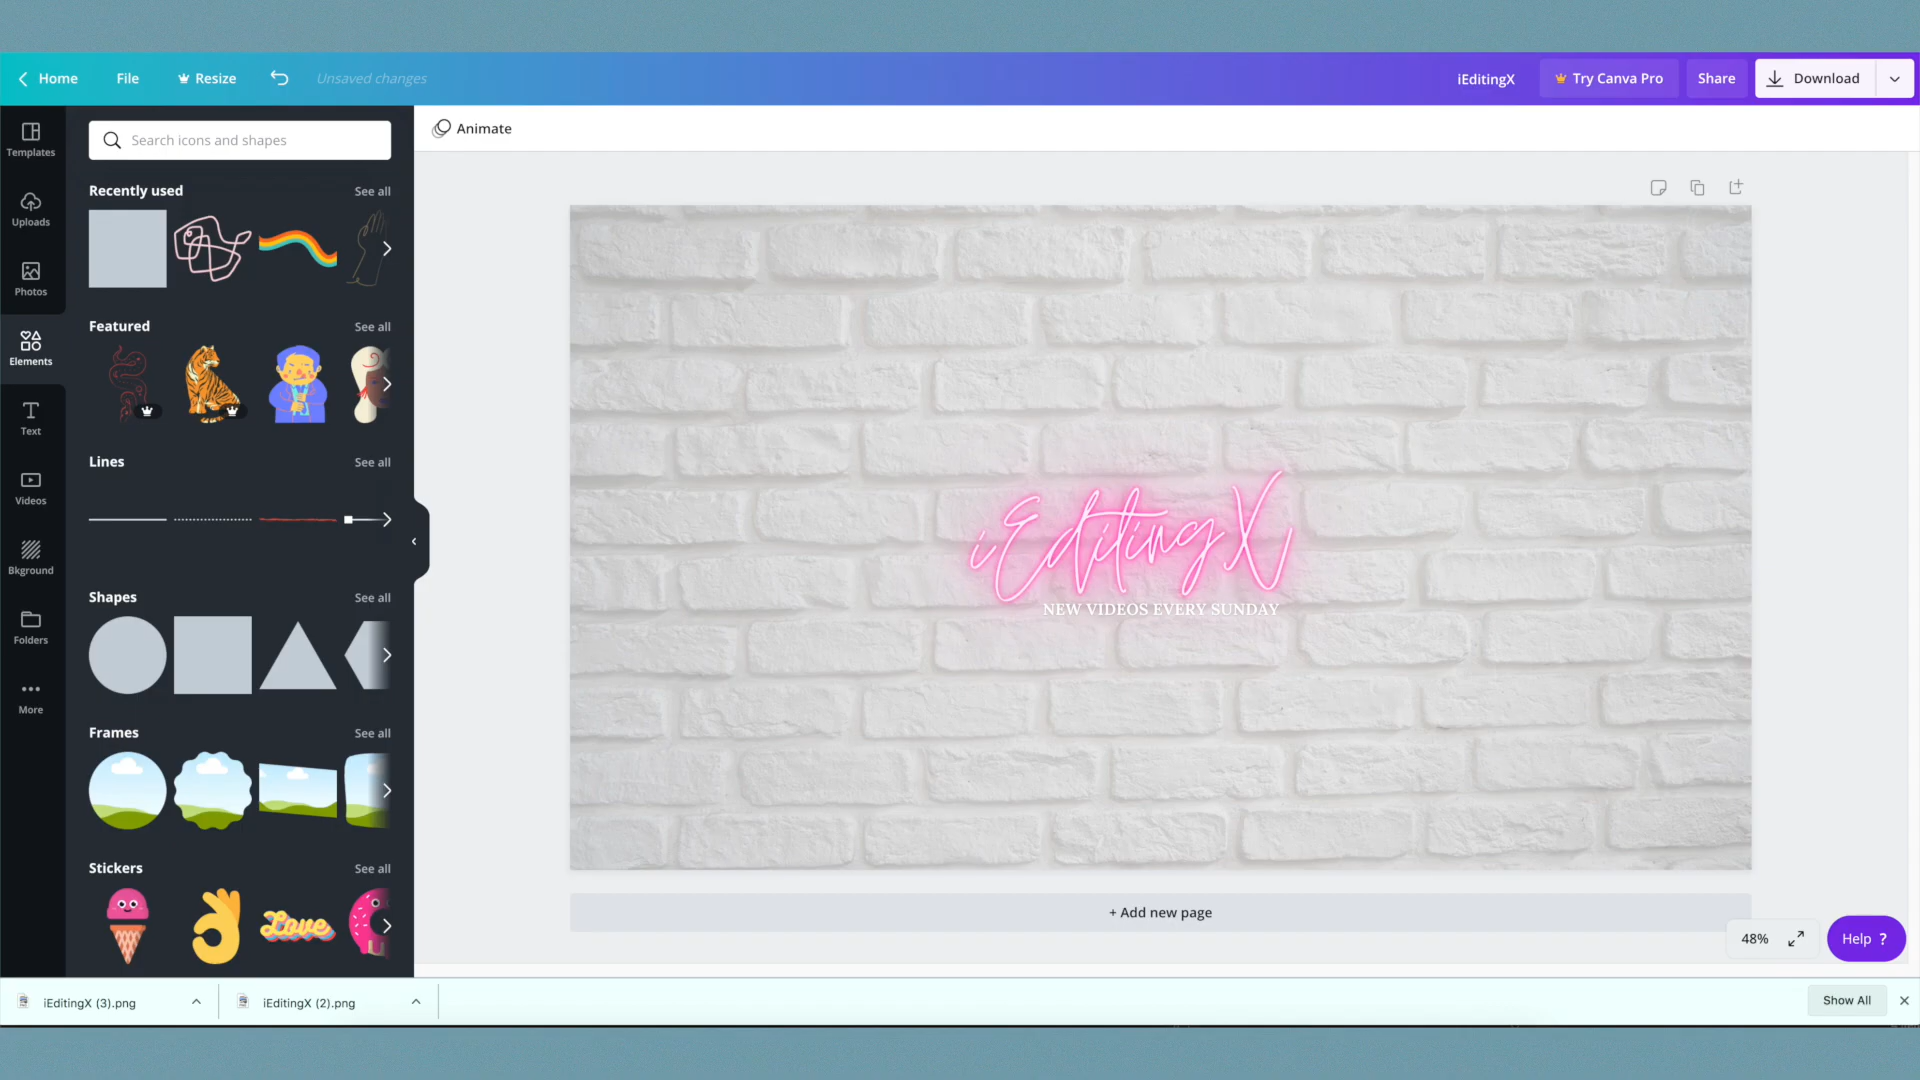 Home
File
Resize
Unsaved changes
iEditingX
Try Canva Pro
Share
Download
Templates
Uploads
Photos
Elements
Text
Videos
Bkground
Folders
More
Search icons and shapes
Recently used
See all
Featured
See all
Lines
See all
Shapes
See all
Frames
See all
Stickers
See all
Love
Animate
iEditingX
NEW VIDEOS EVERY SUNDAY
+ Add new page
48%
Help ?
iEditingX (3).png
iEditingX (2).png
Show All